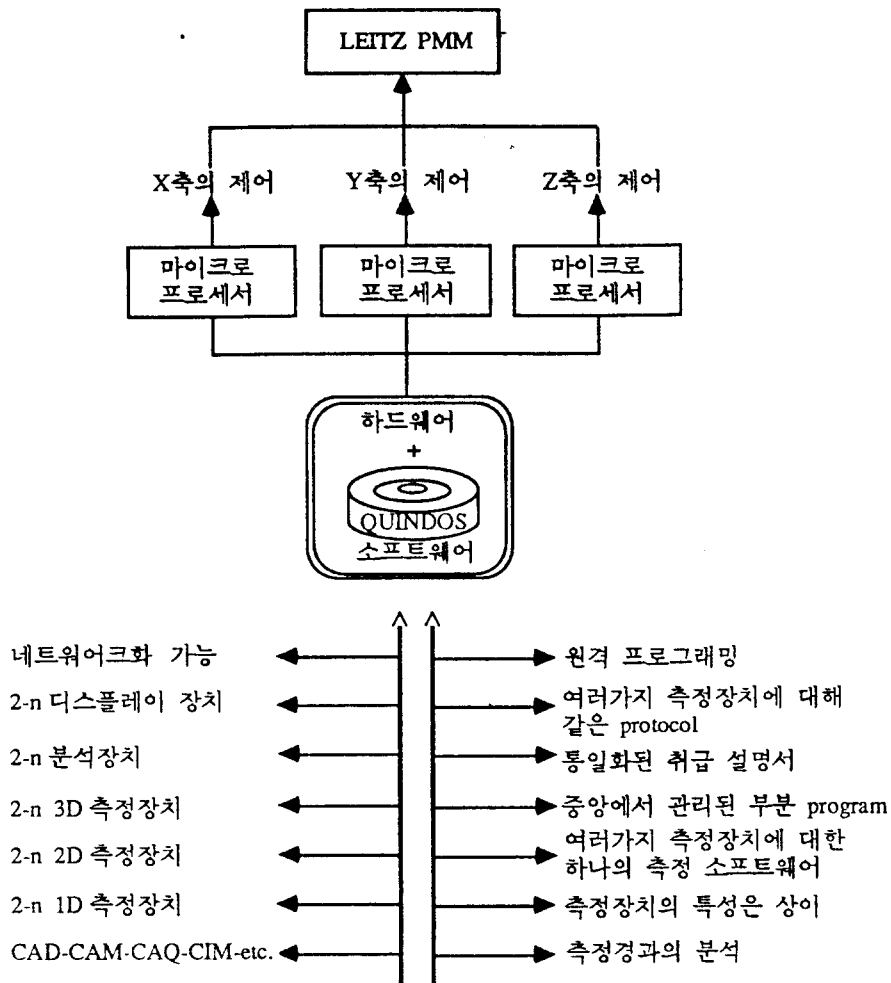 LEITZ PMM
X축의 제어
Y축의 제어
Z축의 제어
마이크로
프로세서
마이크로
프로세서
마이크로
프로세서
하드웨어
+
QUINDOS
소프트웨어
네트워어크화 가능
원격 프로그래밍
2-n 디스플레이 장치
여러가지 측정장치에 대해
같은 protocol
2-n 분석장치
통일화된 취급 설명서
2-n 3D 측정장치
중앙에서 관리된 부분 program
2-n 2D 측정장치
여러가지 측정장치에 대한
하나의 측정 소프트웨어
2-n 1D 측정장치
측정장치의 특성은 상이
CAD-CAM-CAQ-CIM-etc.
측정경과의 분석